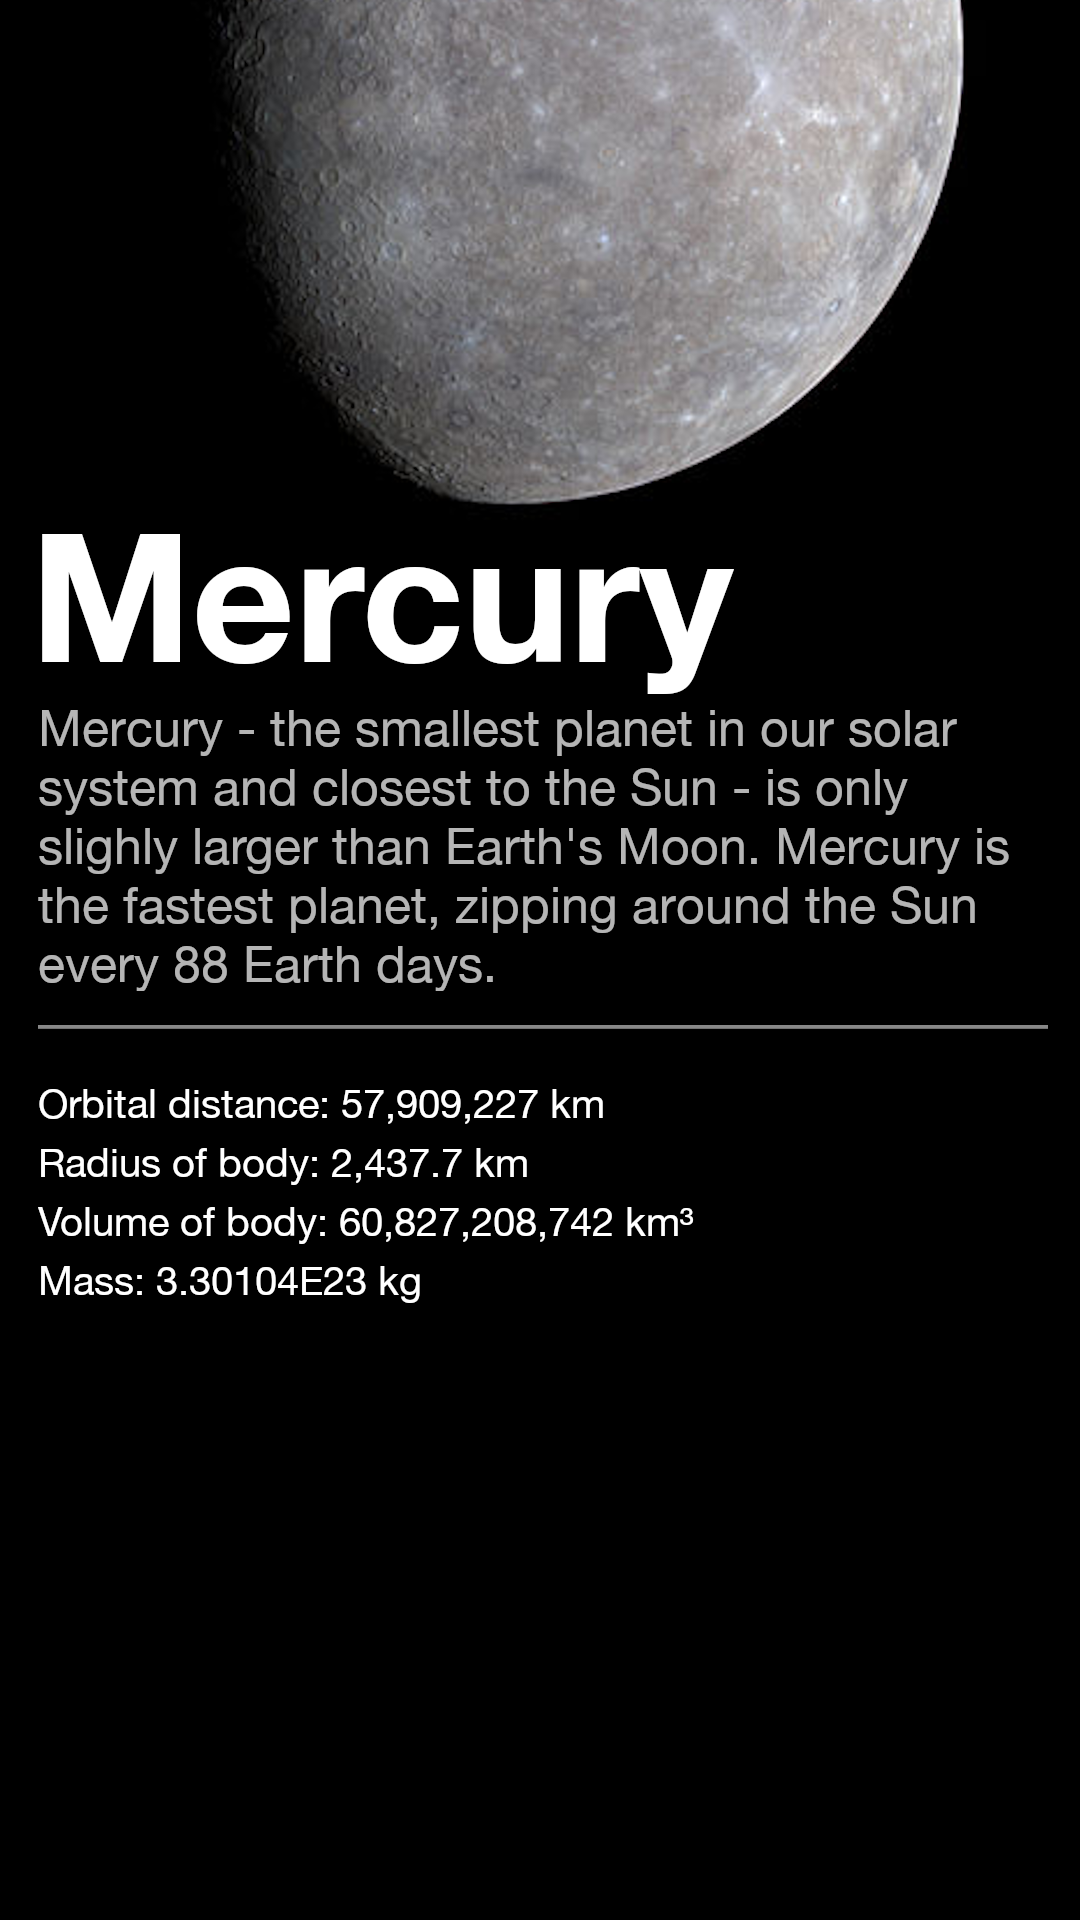 Mercury
Mercury - the smallest planet in our solar
system and closest to the Sun - is only
slighly larger than Earth's Moon. Mercury is
the fastest planet, zipping around the Sun
every 88 Earth days.
Orbital distance: 57,909,227 km
Radius of body: 2,437.7 km
Volume of body: 60,827,208,742 km³
Mass: 3.30104E23 kg